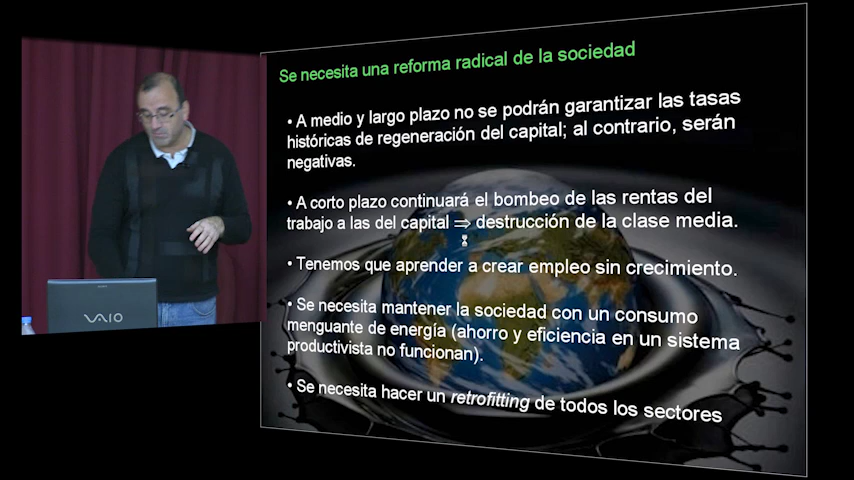 Se necesita una reforma radical de la sociedad
• A medio y largo plazo no se podrán garantizar las tasas
históricas de regeneración del capital; al contrario, serán
negativas.
• A corto plazo continuará el bombeo de las rentas del
trabajo a las del capital ⇒ destrucción de la clase media.
• Tenemos que aprender a crear empleo sin crecimiento.
• Se necesita mantener la sociedad con un consumo
menguante de energía (ahorro y eficiencia en un sistema
productivista no funcionan).
• Se necesita hacer un retrofitting de todos los sectores
VAIO